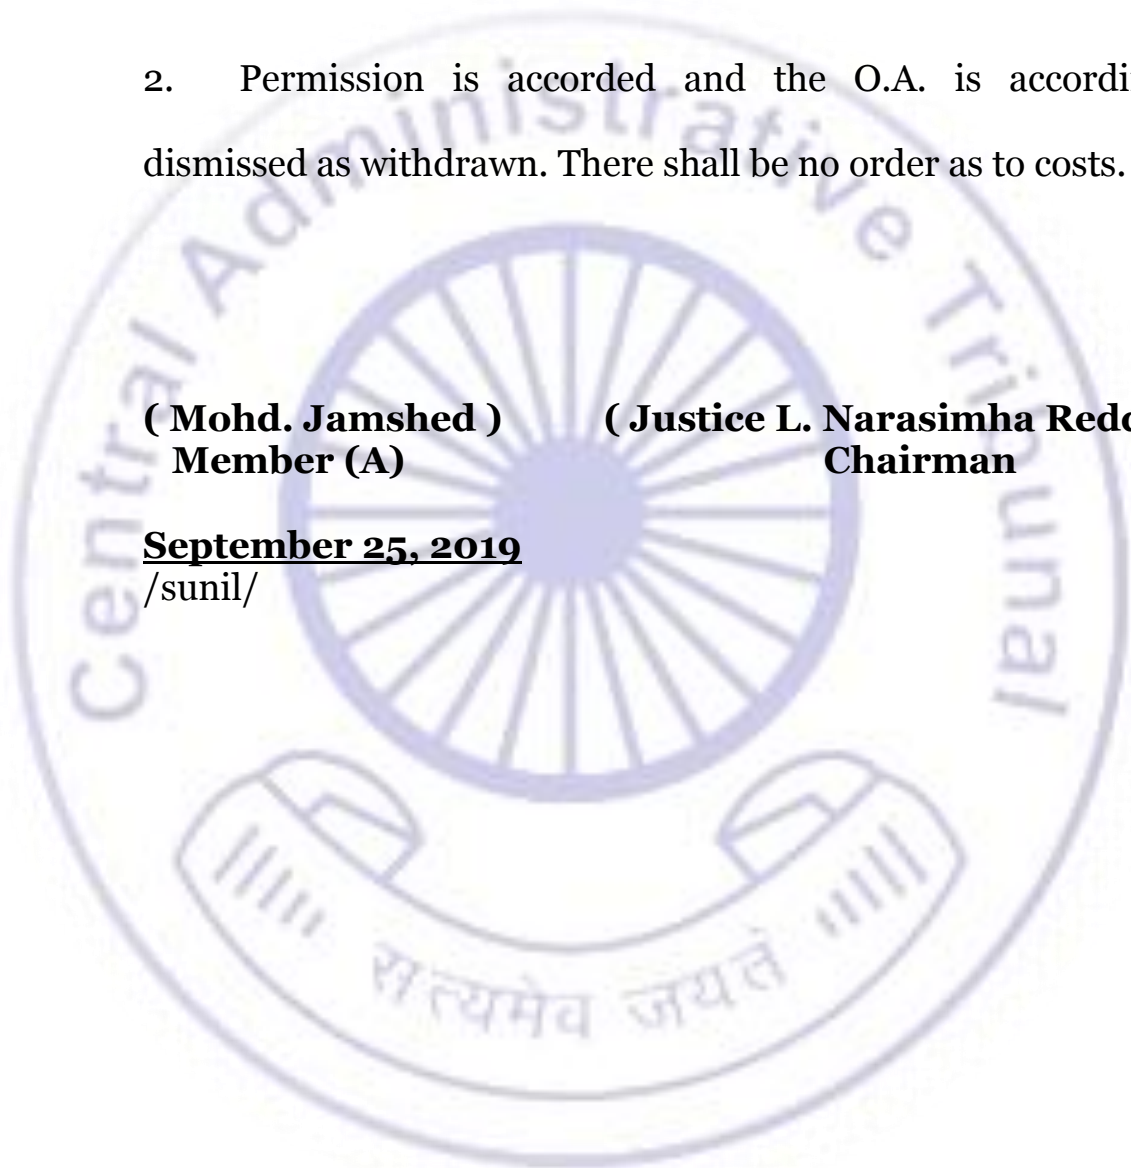 2. Permission is accorded and the O.A. is accordi
dismissed as withdrawn. There shall be no order as to costs.
( Mohd. Jamshed ) ( Justice L. Narasimha Redd
Member (A) Chairman
September 25, 2019
/sunil/
Central Administrative Tribunal
सत्यमेव जयते